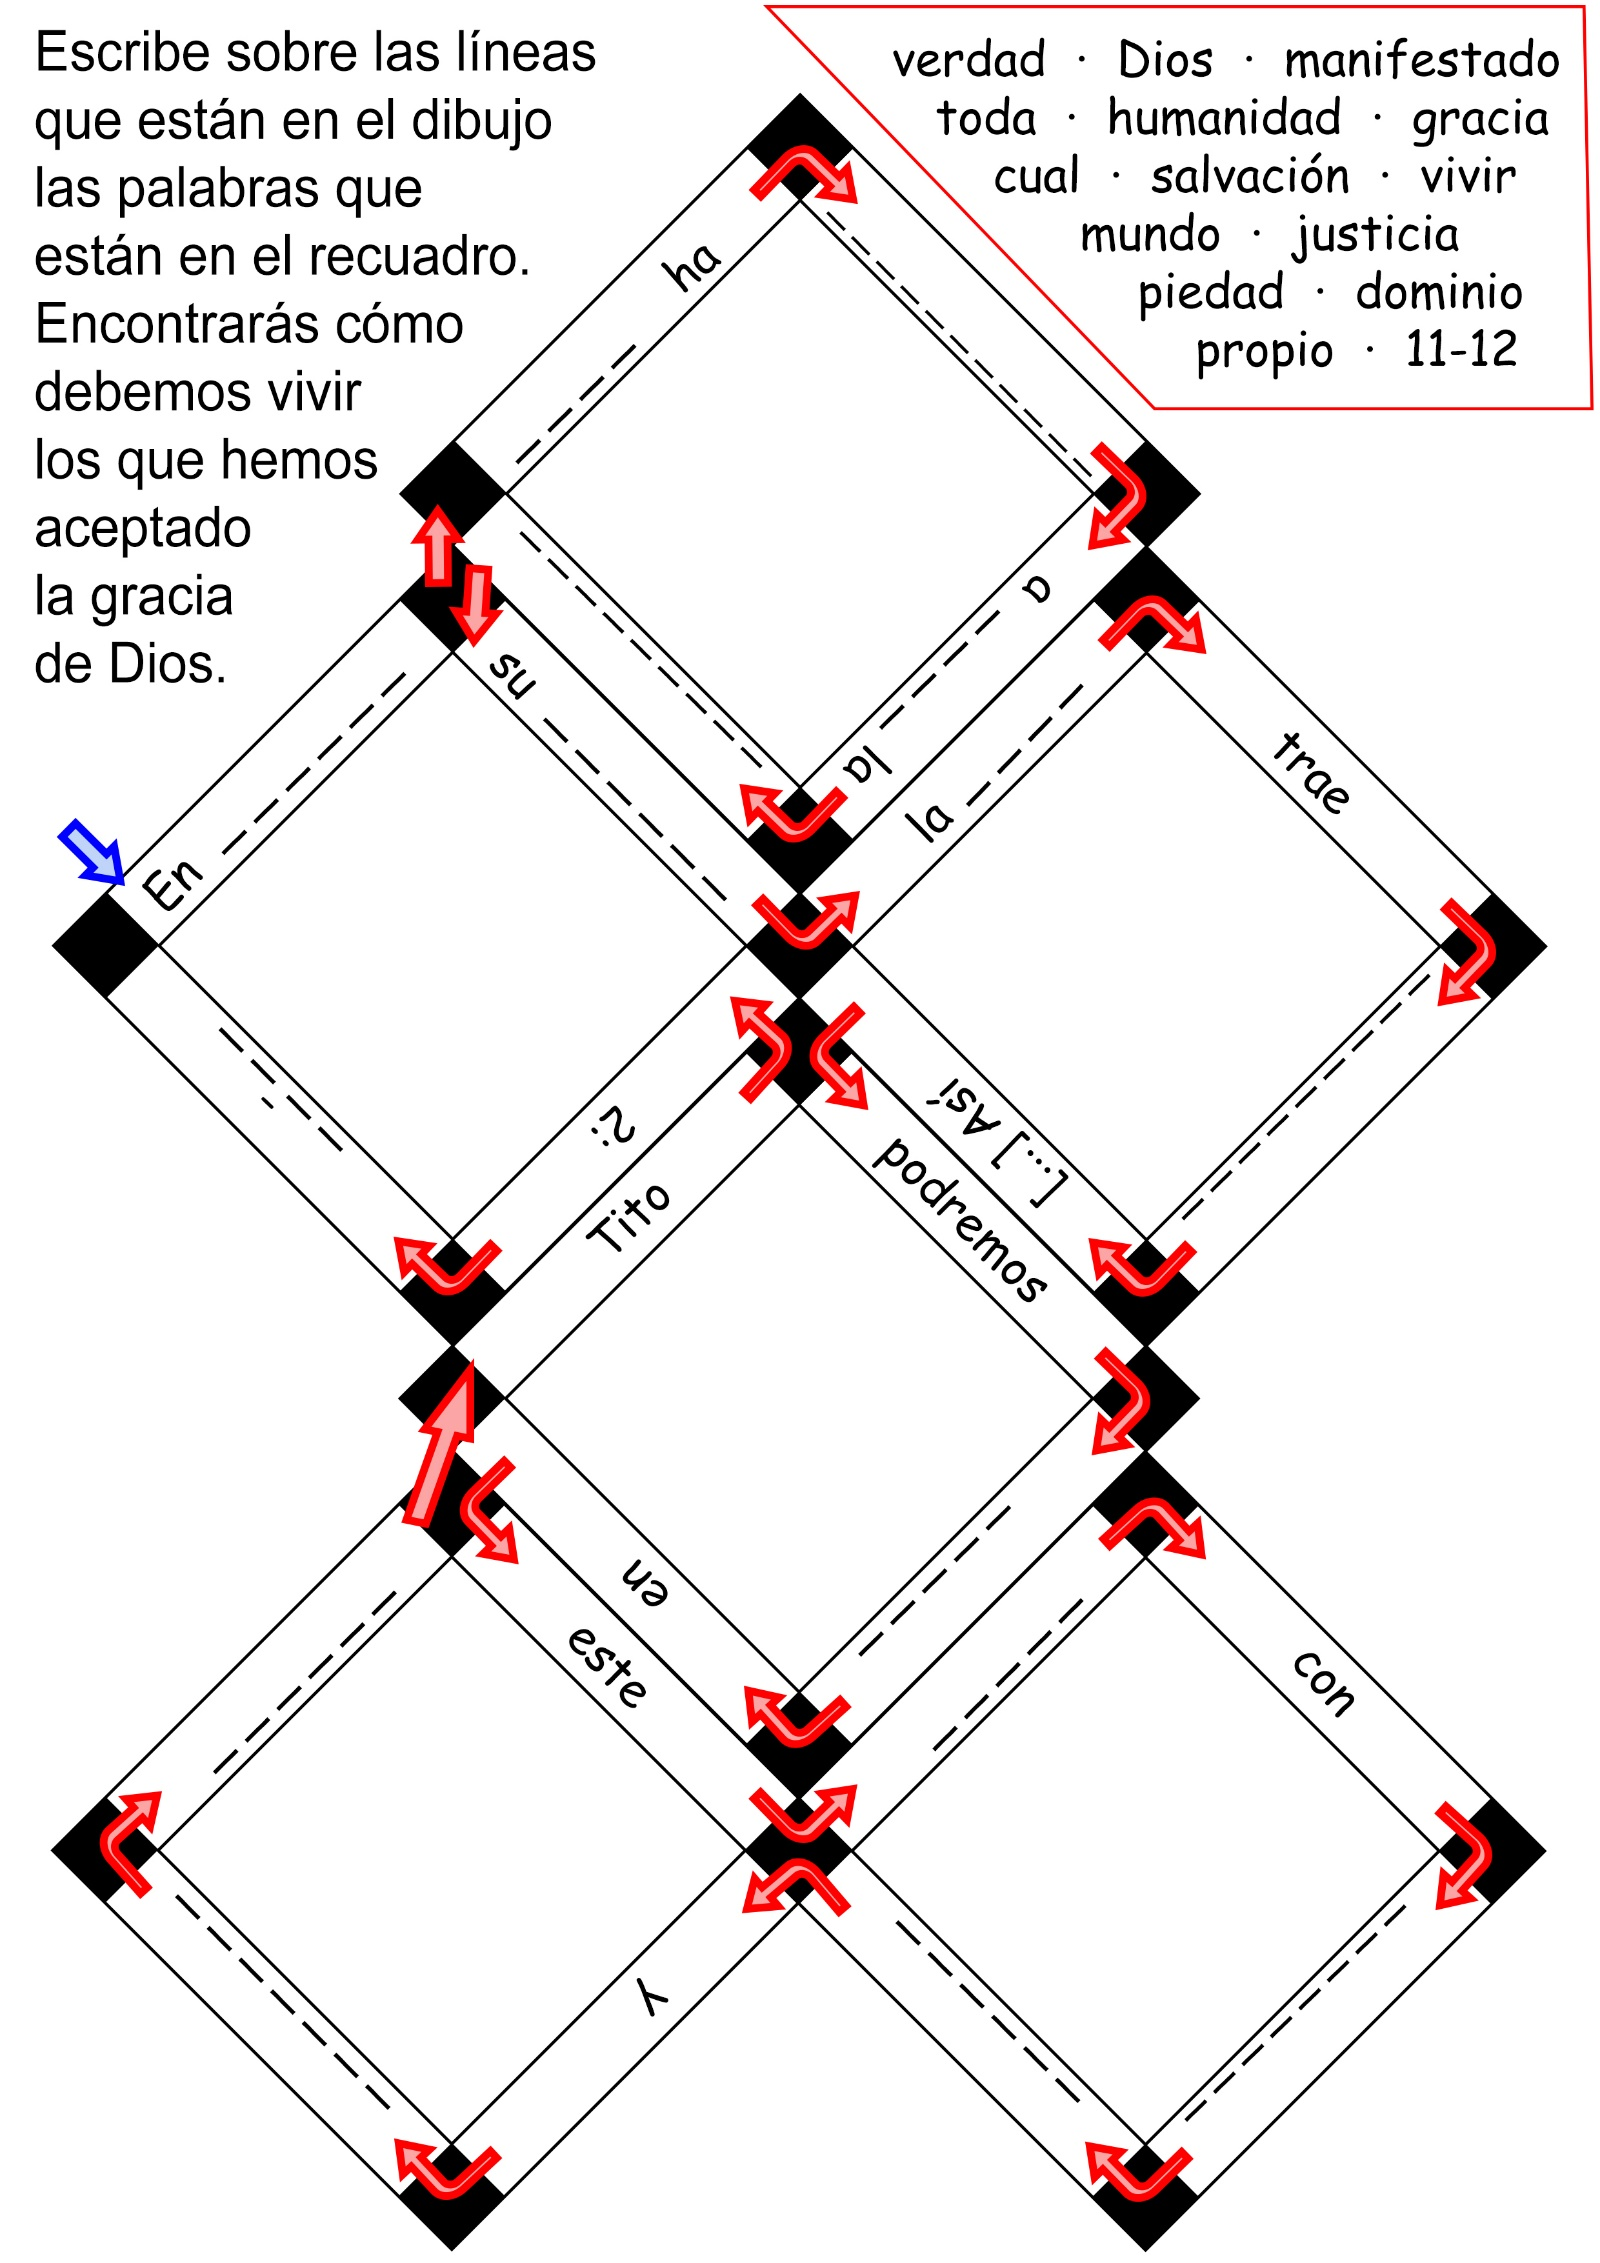 Escribe sobre las líneas
que están en el dibujo
las palabras que
están en el recuadro.
Encontrarás cómo
debemos vivir
los que hemos
aceptado
la gracia
de Dios.
verdad · Dios · manifestado
toda · humanidad · gracia
cual · salvación · vivir
mundo · justicia
piedad · dominio
propio · 11-12
ha
a
la
su
la
trae
En
[...] Así
podremos
2:
Tito
en
este
con
Y